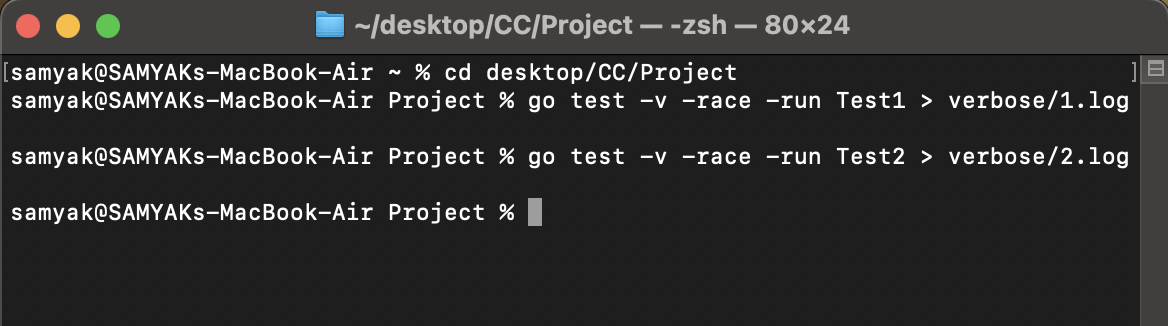 ~/desktop/CC/Project — -zsh — 80×24
[samyak@SAMYAKs-MacBook-Air ~ % cd desktop/CC/Project ]
samyak@SAMYAKs-MacBook-Air Project % go test -v -race -run Test1 > verbose/1.log
samyak@SAMYAKs-MacBook-Air Project % go test -v -race -run Test2 > verbose/2.log
samyak@SAMYAKs-MacBook-Air Project %